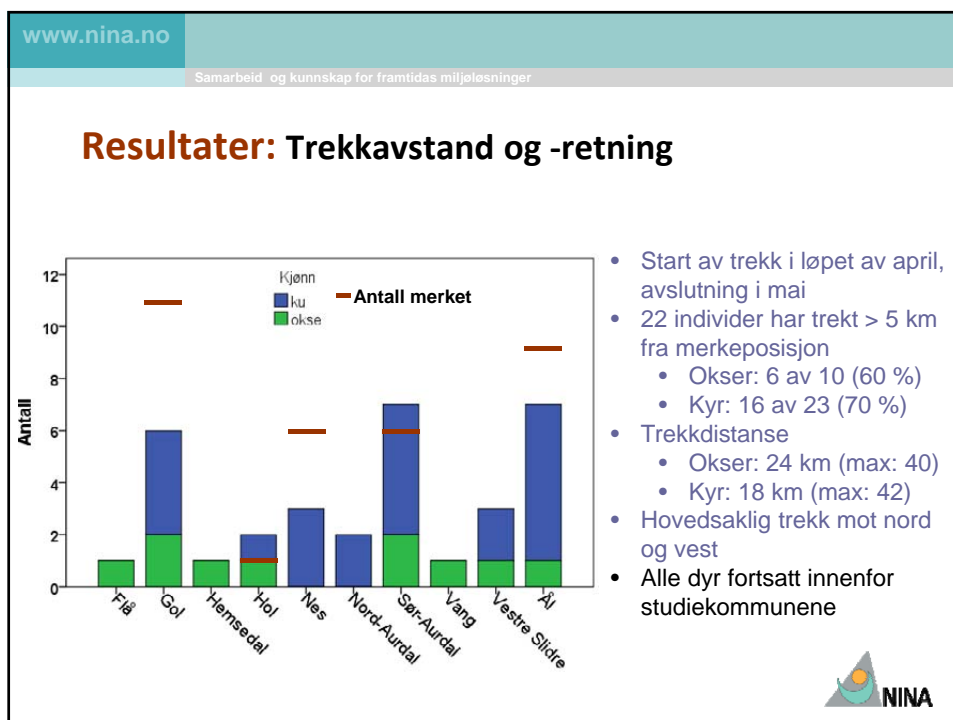 www.nina.no
Samarbeid og kunnskap for framtidas miljøløsninger
Resultater: Trekkavstand og -retning
12
10
8
6
4
2
0
Antall
Kjønn
ku
okse
Antall merket
Flå
Gol
Hemsedal
Hol
Nes
Nord-Aurdal
Sør-Aurdal
Vang
Vestre Slidre
Ål
• Start av trekk i løpet av april,
avslutning i mai
• 22 individer har trekt > 5 km
fra merkeposisjon
• Okser: 6 av 10 (60 %)
• Kyr: 16 av 23 (70 %)
• Trekkdistanse
• Okser: 24 km (max: 40)
• Kyr: 18 km (max: 42)
• Hovedsaklig trekk mot nord
og vest
• Alle dyr fortsatt innenfor
studiekommunene
NINA